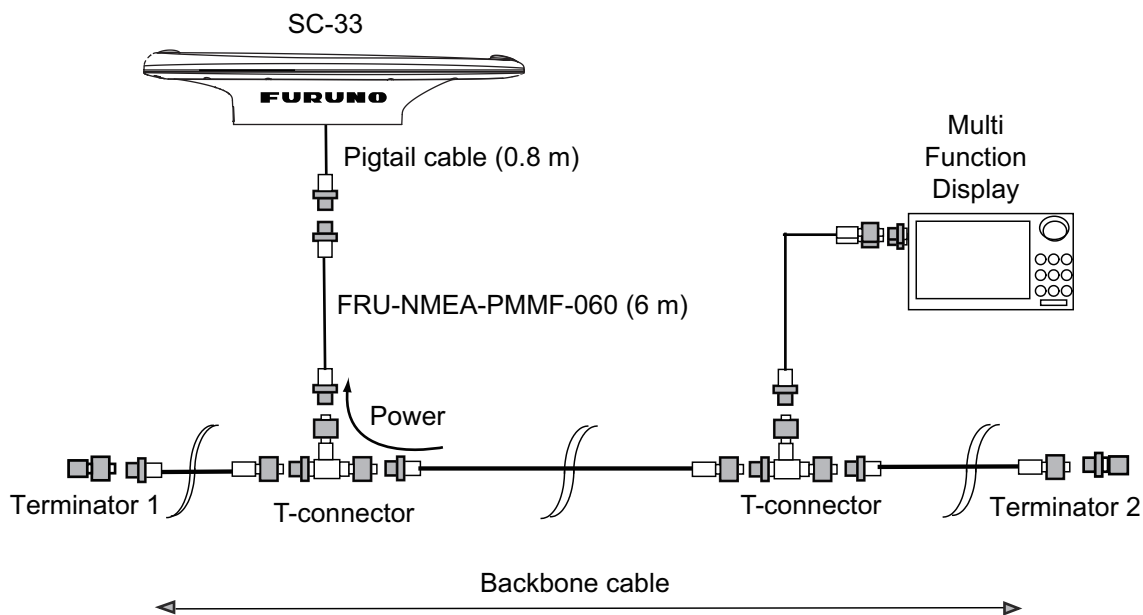 SC-33
FURUNO
Pigtail cable (0.8 m)
Multi
Function
Display
FRU-NMEA-PMMF-060 (6 m)
Power
Terminator 1
T-connector
T-connector
Terminator 2
Backbone cable